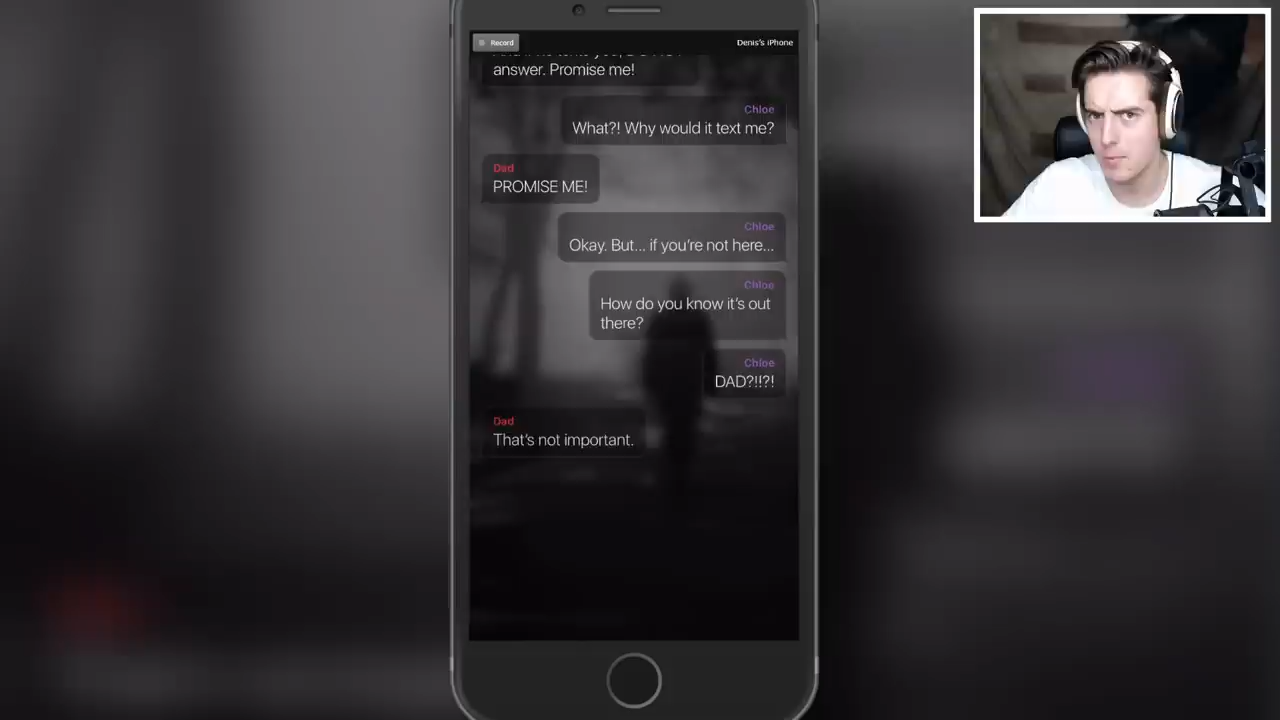 Record
Denis's iPhone
answer. Promise me!
Chloe
What?! Why would it text me?
Dad
PROMISE ME!
Chloe
Okay. But... if you're not here...
Chloe
How do you know it's out
there?
Chloe
DAD?!!?!
Dad
That's not important.